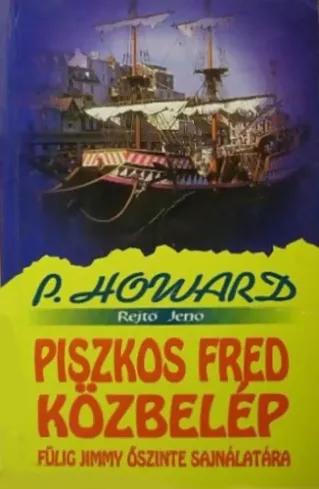 P. HOWARD
Rejtő Jenő
PISZKOS FRED
KÖZBELÉP
FÜLIG JIMMY ŐSZINTE SAJNÁLATÁRA